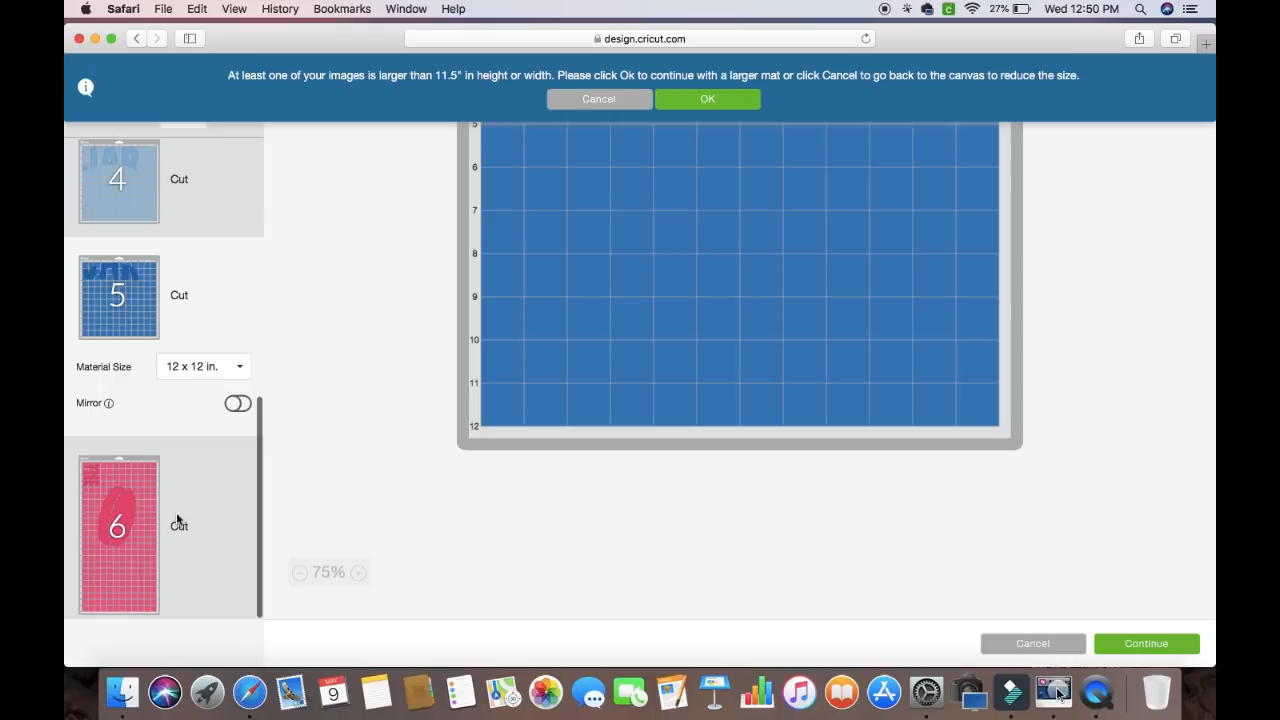 Safari File Edit View History Bookmarks Window Help 27% Wed 12:50 PM
design.cricut.com
At least one of your images is larger than 11.5" in height or width. Please click Ok to continue with a larger mat or click Cancel to go back to the canvas to reduce the size.
Cancel OK
4 Cut
5 Cut
Material Size 12 x 12 in.
Mirror
6 Cut
5
6
7
8
9
10
11
12
75%
Cancel Continue
MAY
9